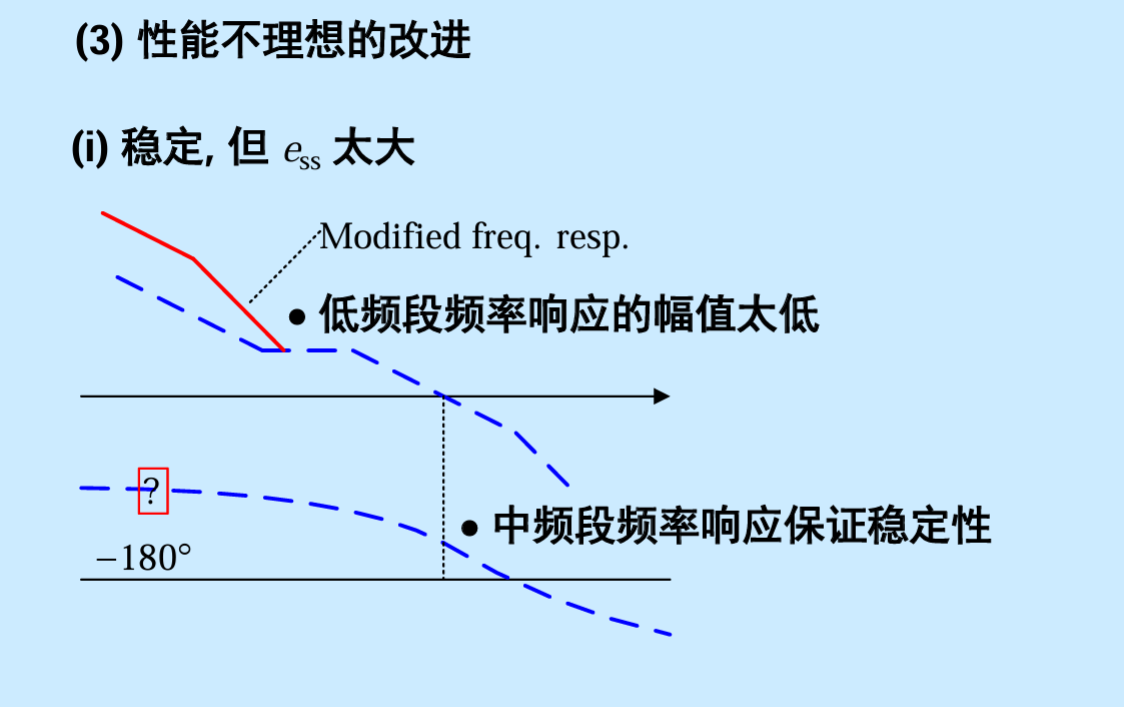 (3) 性能不理想的改进
(i) 稳定, 但 eₛₛ 太大
Modified freq. resp.
● 低频段频率响应的幅值太低
?
● 中频段频率响应保证稳定性
−180°